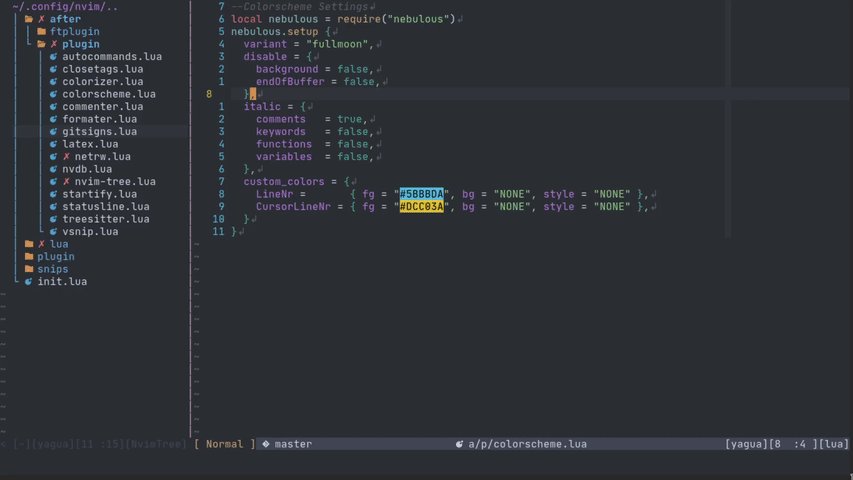 ~/.config/nvim/..
✗ after
ftplugin
plugin
autocommands.lua
closetags.lua
colorizer.lua
colorscheme.lua
commenter.lua
formater.lua
gitsigns.lua
latex.lua
✗ netrw.lua
nvdb.lua
✗ nvim-tree.lua
startify.lua
statusline.lua
treesitter.lua
vsnip.lua
✗ lua
plugin
snips
init.lua
7 --Colorscheme Settings↲
6 local nebulous = require("nebulous")↲
5 nebulous.setup {↲
4   variant = "fullmoon",↲
3   disable = {↲
2     background = false,↲
1     endOfBuffer = false,↲
8   },↲
1   italic = {↲
2     comments   = true,↲
3     keywords   = false,↲
4     functions  = false,↲
5     variables  = false,↲
6   },↲
7   custom_colors = {↲
8     LineNr =       { fg = "#5BBBDA", bg = "NONE", style = "NONE" },↲
9     CursorLineNr = { fg = "#DCC03A", bg = "NONE", style = "NONE" },↲
10   }↲
11 }↲
< [-][yagua][11 :15][NvimTree] [ Normal ] master a/p/colorscheme.lua [yagua][8 :4 ][lua]